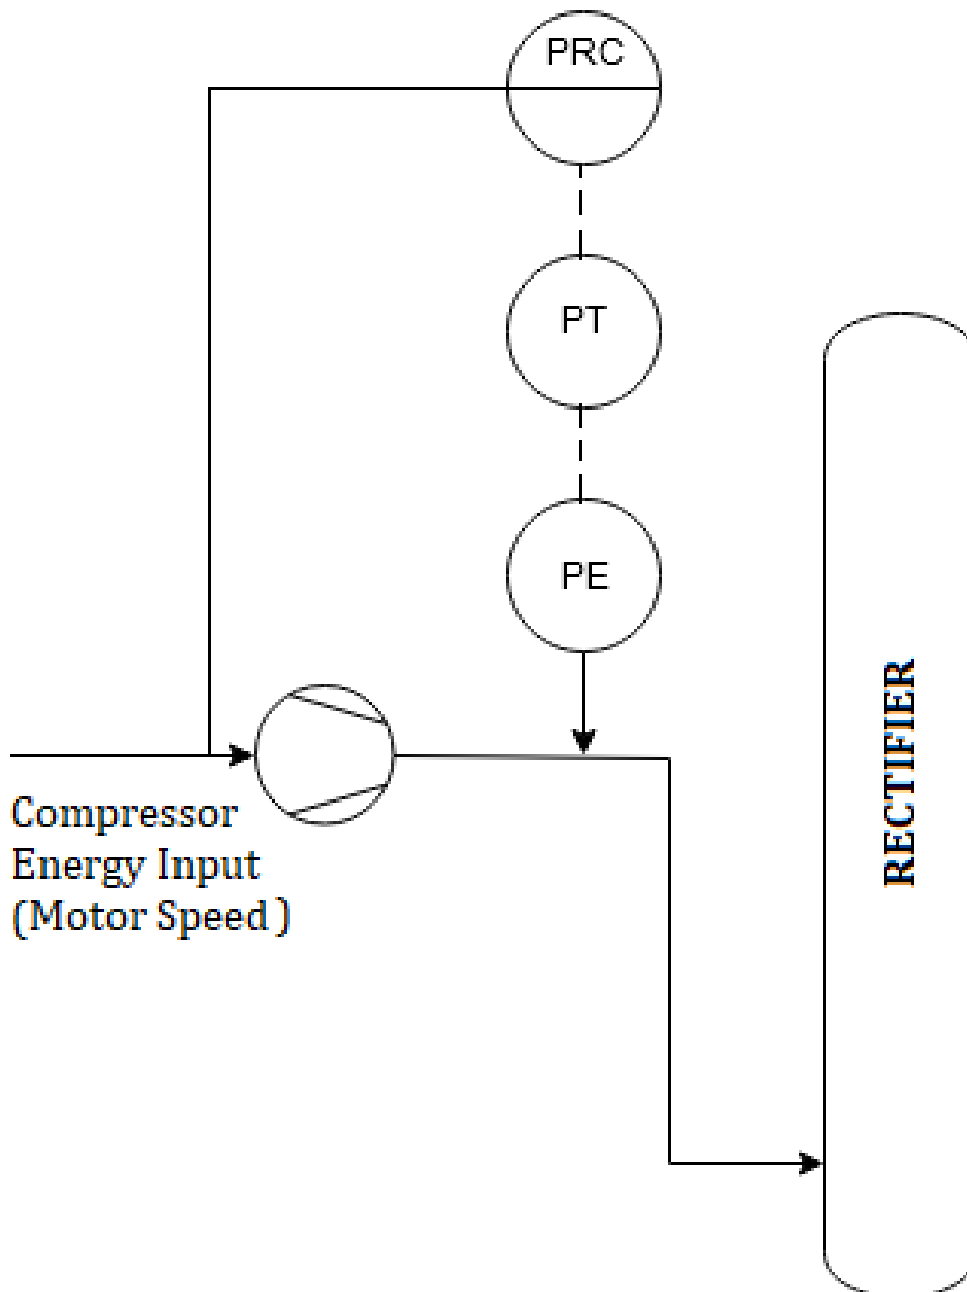 PRC
PT
PE
Compressor
Energy Input
(Motor Speed )
RECTIFIER